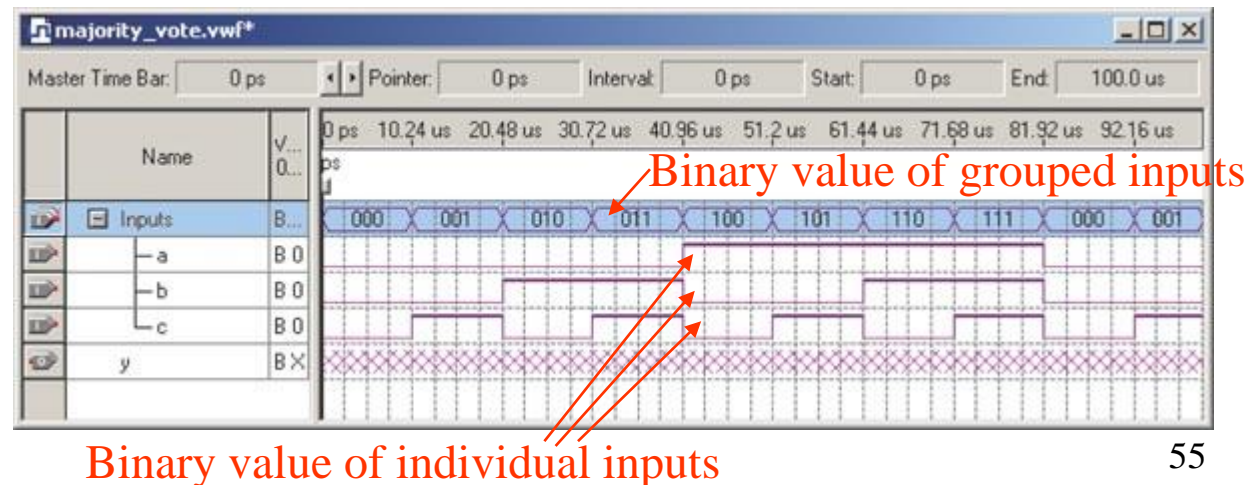 majority_vote.vwf*
Master Time Bar: 0 ps Pointer: 0 ps Interval: 0 ps Start: 0 ps End: 100.0 us
Name V... 0... 0 ps 10.24 us 20.48 us 30.72 us 40.96 us 51.2 us 61.44 us 71.68 us 81.92 us 92.16 us
ps
Binary value of grouped inputs
Inputs B... 000 001 010 011 100 101 110 111 000 001
a B 0
b B 0
c B 0
y B X
Binary value of individual inputs
55